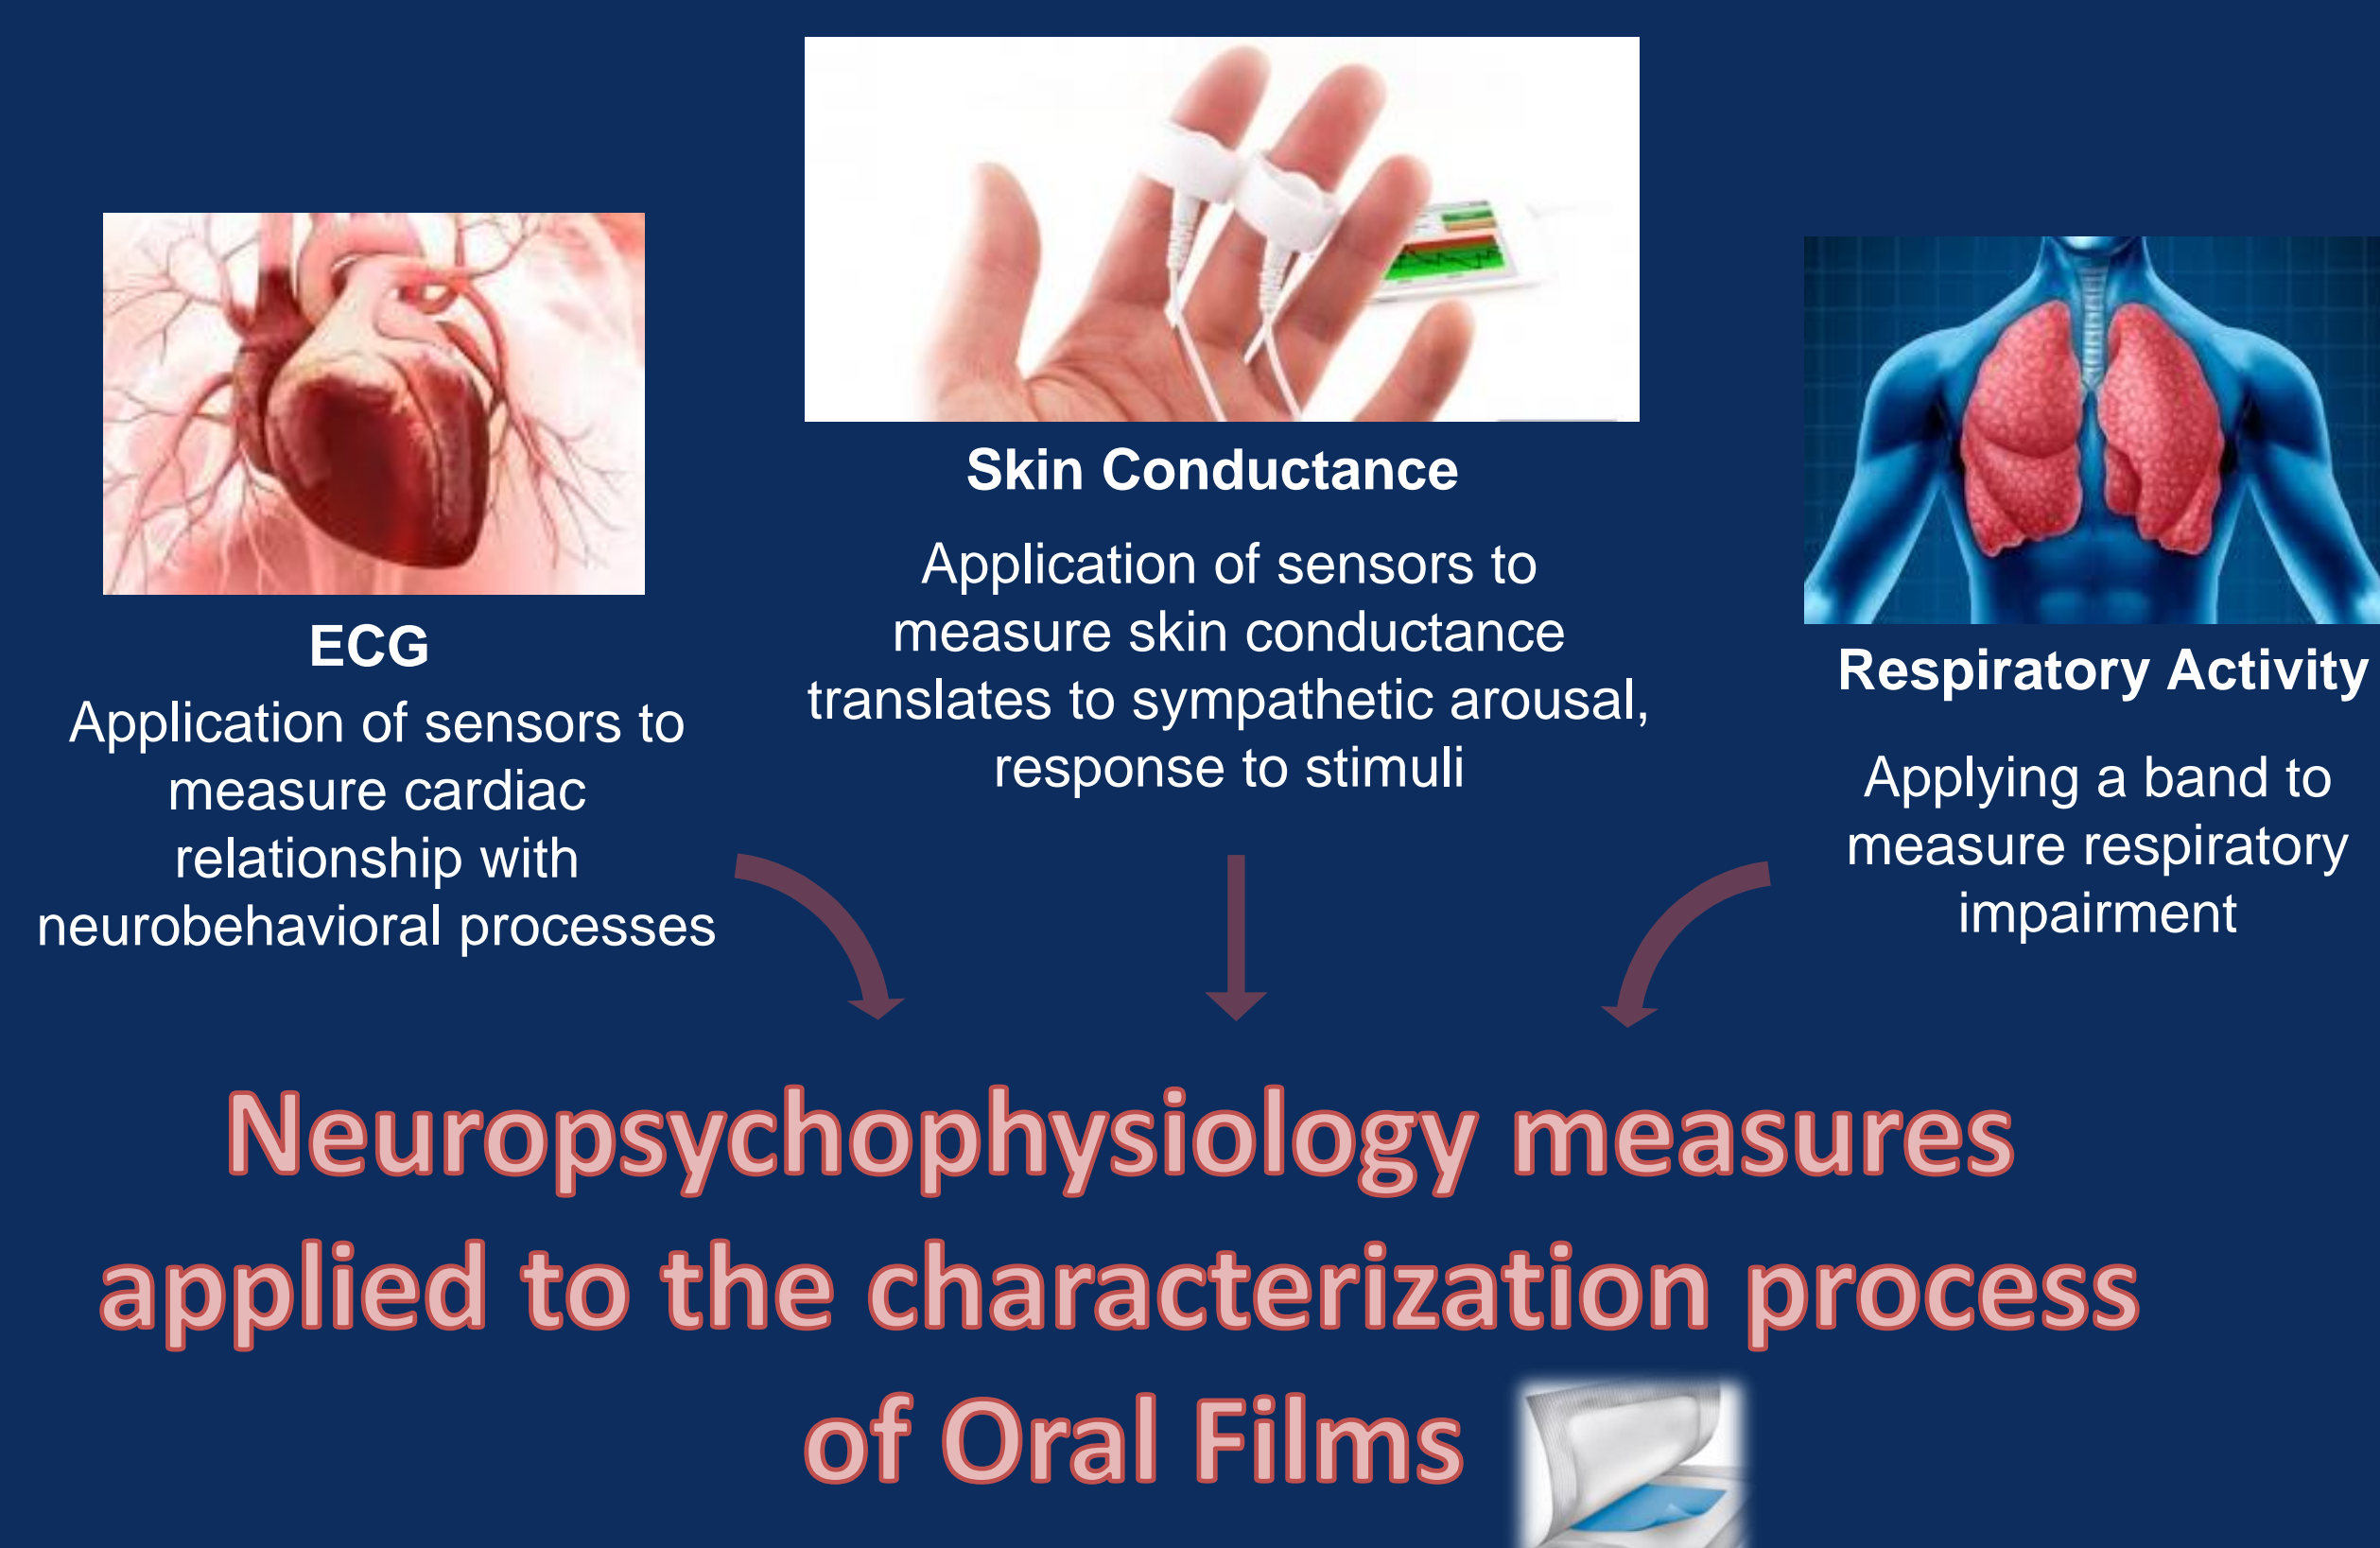 ECG
Application of sensors to
measure cardiac
relationship with
neurobehavioral processes
Skin Conductance
Application of sensors to
measure skin conductance
translates to sympathetic arousal,
response to stimuli
Respiratory Activity
Applying a band to
measure respiratory
impairment
Neuropsychophysiology measures
applied to the characterization process
of Oral Films